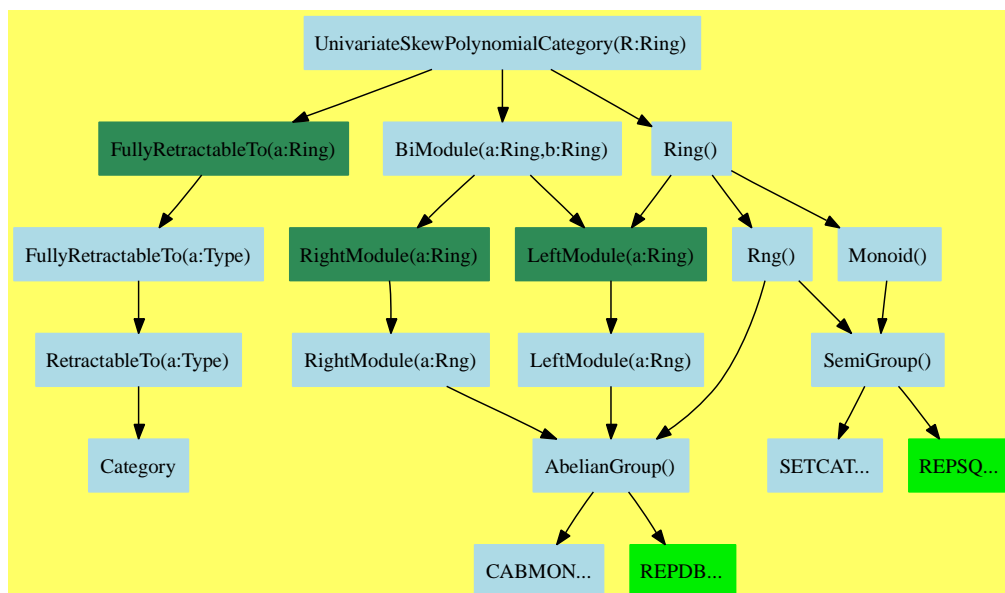 UnivariateSkewPolynomialCategory(R:Ring)
FullyRetractableTo(a:Ring)
BiModule(a:Ring,b:Ring)
Ring()
FullyRetractableTo(a:Type)
RightModule(a:Ring)
LeftModule(a:Ring)
Rng()
Monoid()
RetractableTo(a:Type)
RightModule(a:Rng)
LeftModule(a:Rng)
SemiGroup()
Category
AbelianGroup()
SETCAT...
REPSQ...
CABMON...
REPDB...